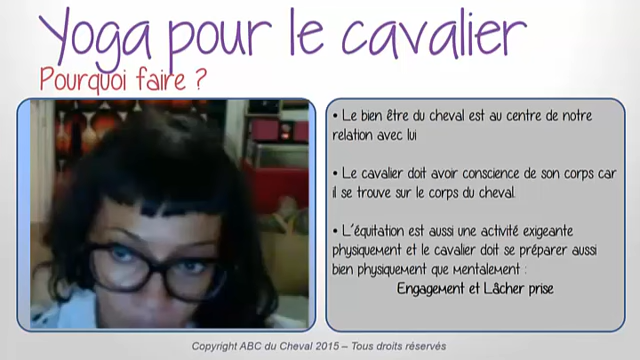 Yoga pour le cavalier
Pourquoi faire ?
• Le bien être du cheval est au centre de notre
relation avec lui
• Le cavalier doit avoir conscience de son corps car
il se trouve sur le corps du cheval.
• L'équitation est aussi une activité exigeante
physiquement et le cavalier doit se préparer aussi
bien physiquement que mentalement :
Engagement et Lâcher prise
Copyright ABC du Cheval 2015 – Tous droits réservés